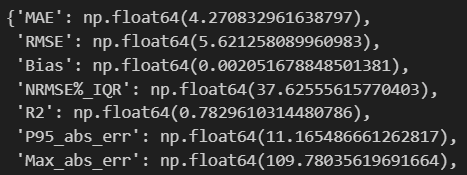 {'MAE': np.float64(4.270832961638797),
'RMSE': np.float64(5.621258089960983),
'Bias': np.float64(0.002051678848501381),
'NRMSE%_IQR': np.float64(37.62555615770403),
'R2': np.float64(0.7829610314480786),
'P95_abs_err': np.float64(11.165486661262817),
'Max_abs_err': np.float64(109.78035619691664),